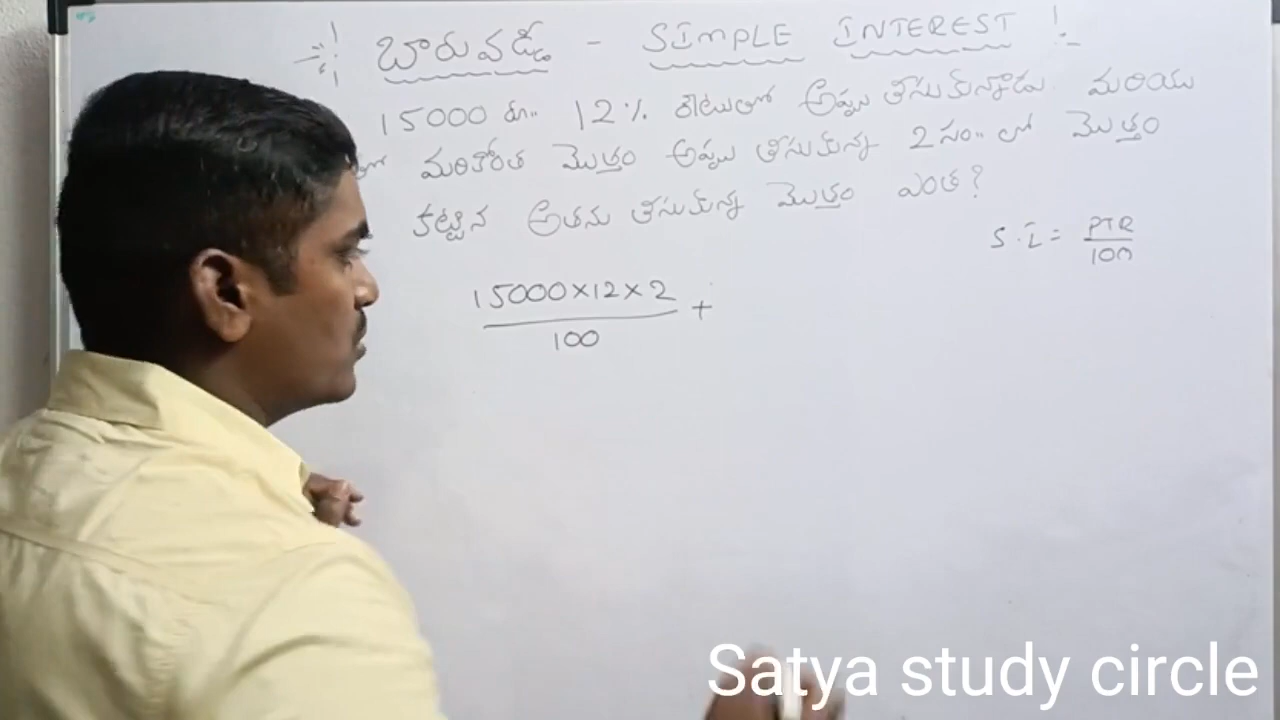 బారువడ్డీ - SIMPLE INTEREST :-
15000 రూ.. 12% రేటుతో అప్పు తీసుకున్నాడు మరియు
తో మరికొంత మొత్తం అప్పు తీసుకున్న 2 సం.. లో మొత్తం
కట్టిన అతను తీసుకున్న మొత్తం ఎంత?
S.I = PTR
100
15000×12×2 +
100
Satya study circle